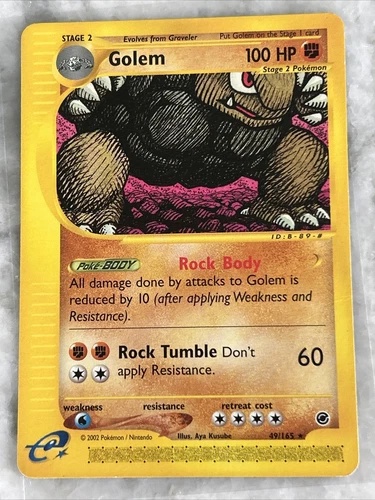 STAGE 2 Evolves from Graveler Put Golem on the Stage 1 card
Golem 100 HP
Stage 2 Pokémon
ID:B-89-#
Poké-BODY Rock Body
All damage done by attacks to Golem is
reduced by 10 (after applying Weakness and
Resistance).
Rock Tumble Don't 60
apply Resistance.
weakness resistance retreat cost
e
© 2002 Pokémon / Nintendo Illus. Aya Kusube 49/165 ★